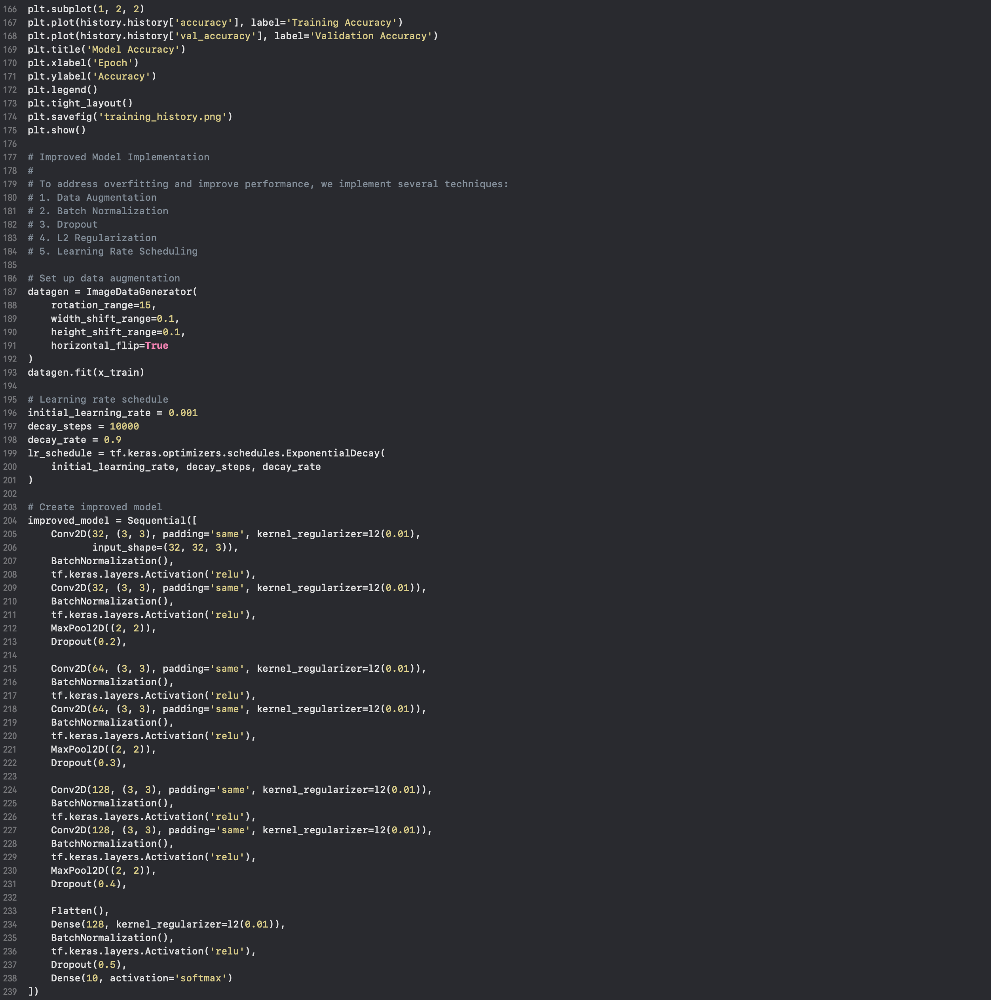 166 plt.subplot(1, 2, 2)
167 plt.plot(history.history['accuracy'], label='Training Accuracy')
168 plt.plot(history.history['val_accuracy'], label='Validation Accuracy')
169 plt.title('Model Accuracy')
170 plt.xlabel('Epoch')
171 plt.ylabel('Accuracy')
172 plt.legend()
173 plt.tight_layout()
174 plt.savefig('training_history.png')
175 plt.show()
176
177 # Improved Model Implementation
178 #
179 # To address overfitting and improve performance, we implement several techniques:
180 # 1. Data Augmentation
181 # 2. Batch Normalization
182 # 3. Dropout
183 # 4. L2 Regularization
184 # 5. Learning Rate Scheduling
185
186 # Set up data augmentation
187 datagen = ImageDataGenerator(
188     rotation_range=15,
189     width_shift_range=0.1,
190     height_shift_range=0.1,
191     horizontal_flip=True
192 )
193 datagen.fit(x_train)
194
195 # Learning rate schedule
196 initial_learning_rate = 0.001
197 decay_steps = 10000
198 decay_rate = 0.9
199 lr_schedule = tf.keras.optimizers.schedules.ExponentialDecay(
200     initial_learning_rate, decay_steps, decay_rate
201 )
202
203 # Create improved model
204 improved_model = Sequential([
205     Conv2D(32, (3, 3), padding='same', kernel_regularizer=l2(0.01),
206            input_shape=(32, 32, 3)),
207     BatchNormalization(),
208     tf.keras.layers.Activation('relu'),
209     Conv2D(32, (3, 3), padding='same', kernel_regularizer=l2(0.01)),
210     BatchNormalization(),
211     tf.keras.layers.Activation('relu'),
212     MaxPool2D((2, 2)),
213     Dropout(0.2),
214
215     Conv2D(64, (3, 3), padding='same', kernel_regularizer=l2(0.01)),
216     BatchNormalization(),
217     tf.keras.layers.Activation('relu'),
218     Conv2D(64, (3, 3), padding='same', kernel_regularizer=l2(0.01)),
219     BatchNormalization(),
220     tf.keras.layers.Activation('relu'),
221     MaxPool2D((2, 2)),
222     Dropout(0.3),
223
224     Conv2D(128, (3, 3), padding='same', kernel_regularizer=l2(0.01)),
225     BatchNormalization(),
226     tf.keras.layers.Activation('relu'),
227     Conv2D(128, (3, 3), padding='same', kernel_regularizer=l2(0.01)),
228     BatchNormalization(),
229     tf.keras.layers.Activation('relu'),
230     MaxPool2D((2, 2)),
231     Dropout(0.4),
232
233     Flatten(),
234     Dense(128, kernel_regularizer=l2(0.01)),
235     BatchNormalization(),
236     tf.keras.layers.Activation('relu'),
237     Dropout(0.5),
238     Dense(10, activation='softmax')
239 ])